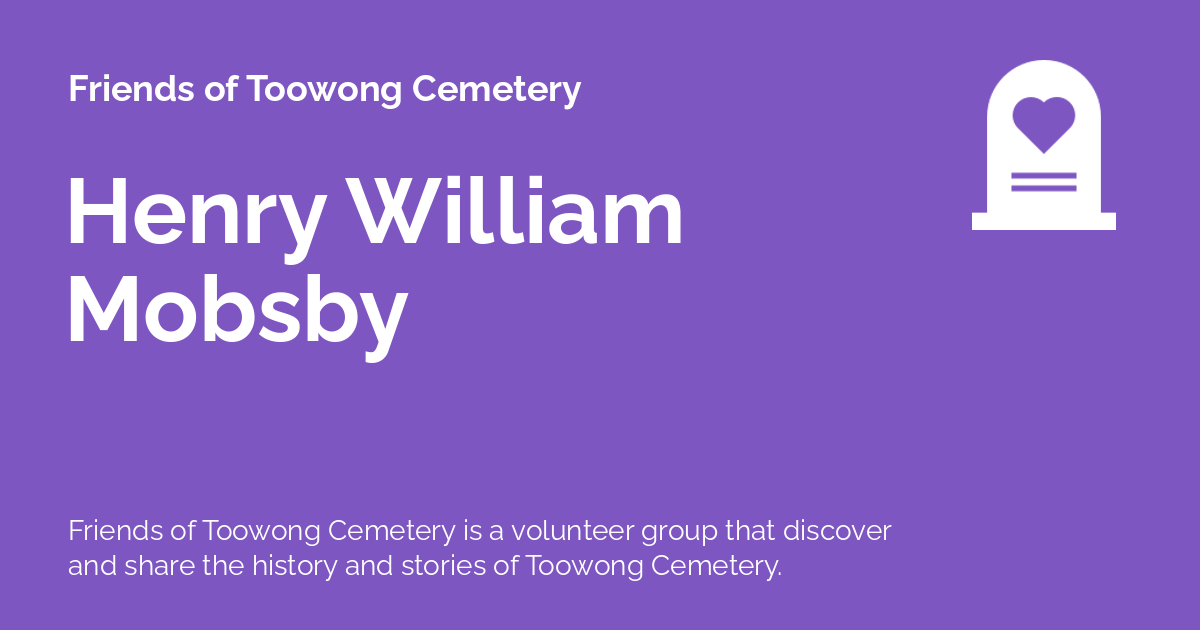 Friends of Toowong Cemetery
Henry William
Mobsby
Friends of Toowong Cemetery is a volunteer group that discover
and share the history and stories of Toowong Cemetery.